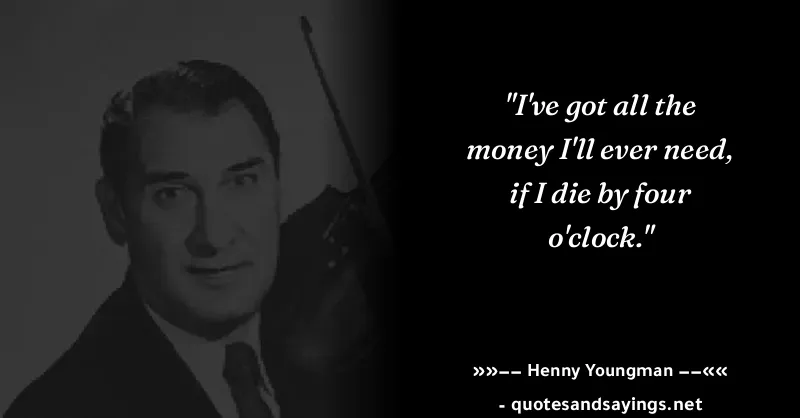 "I've got all the
money I'll ever need,
if I die by four
o'clock."
»»–– Henny Youngman ––««
- quotesandsayings.net